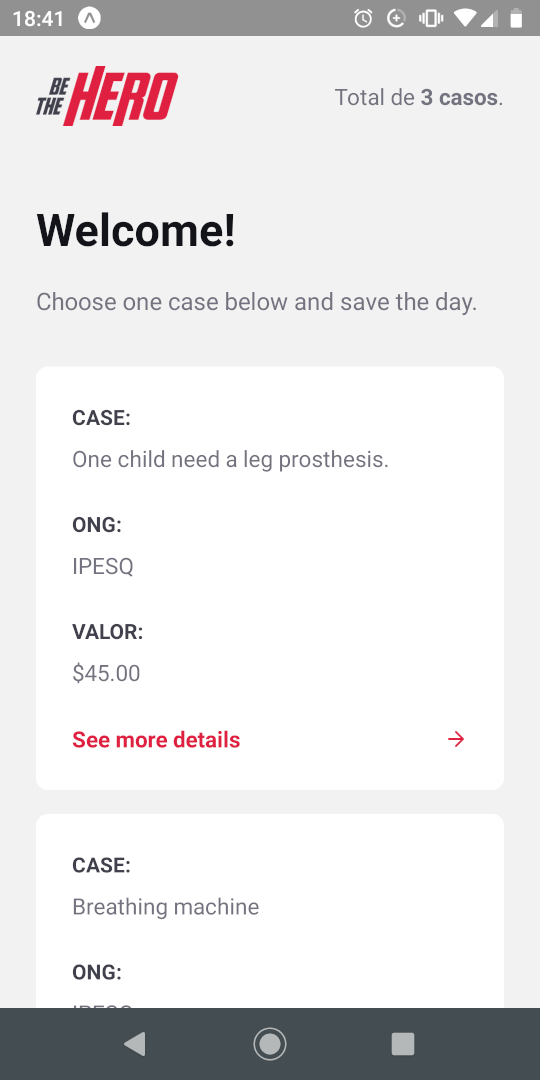 18:41
BE
THE
HERO
Total de 3 casos.
Welcome!
Choose one case below and save the day.
CASE:
One child need a leg prosthesis.
ONG:
IPESQ
VALOR:
$45.00
See more details
CASE:
Breathing machine
ONG: